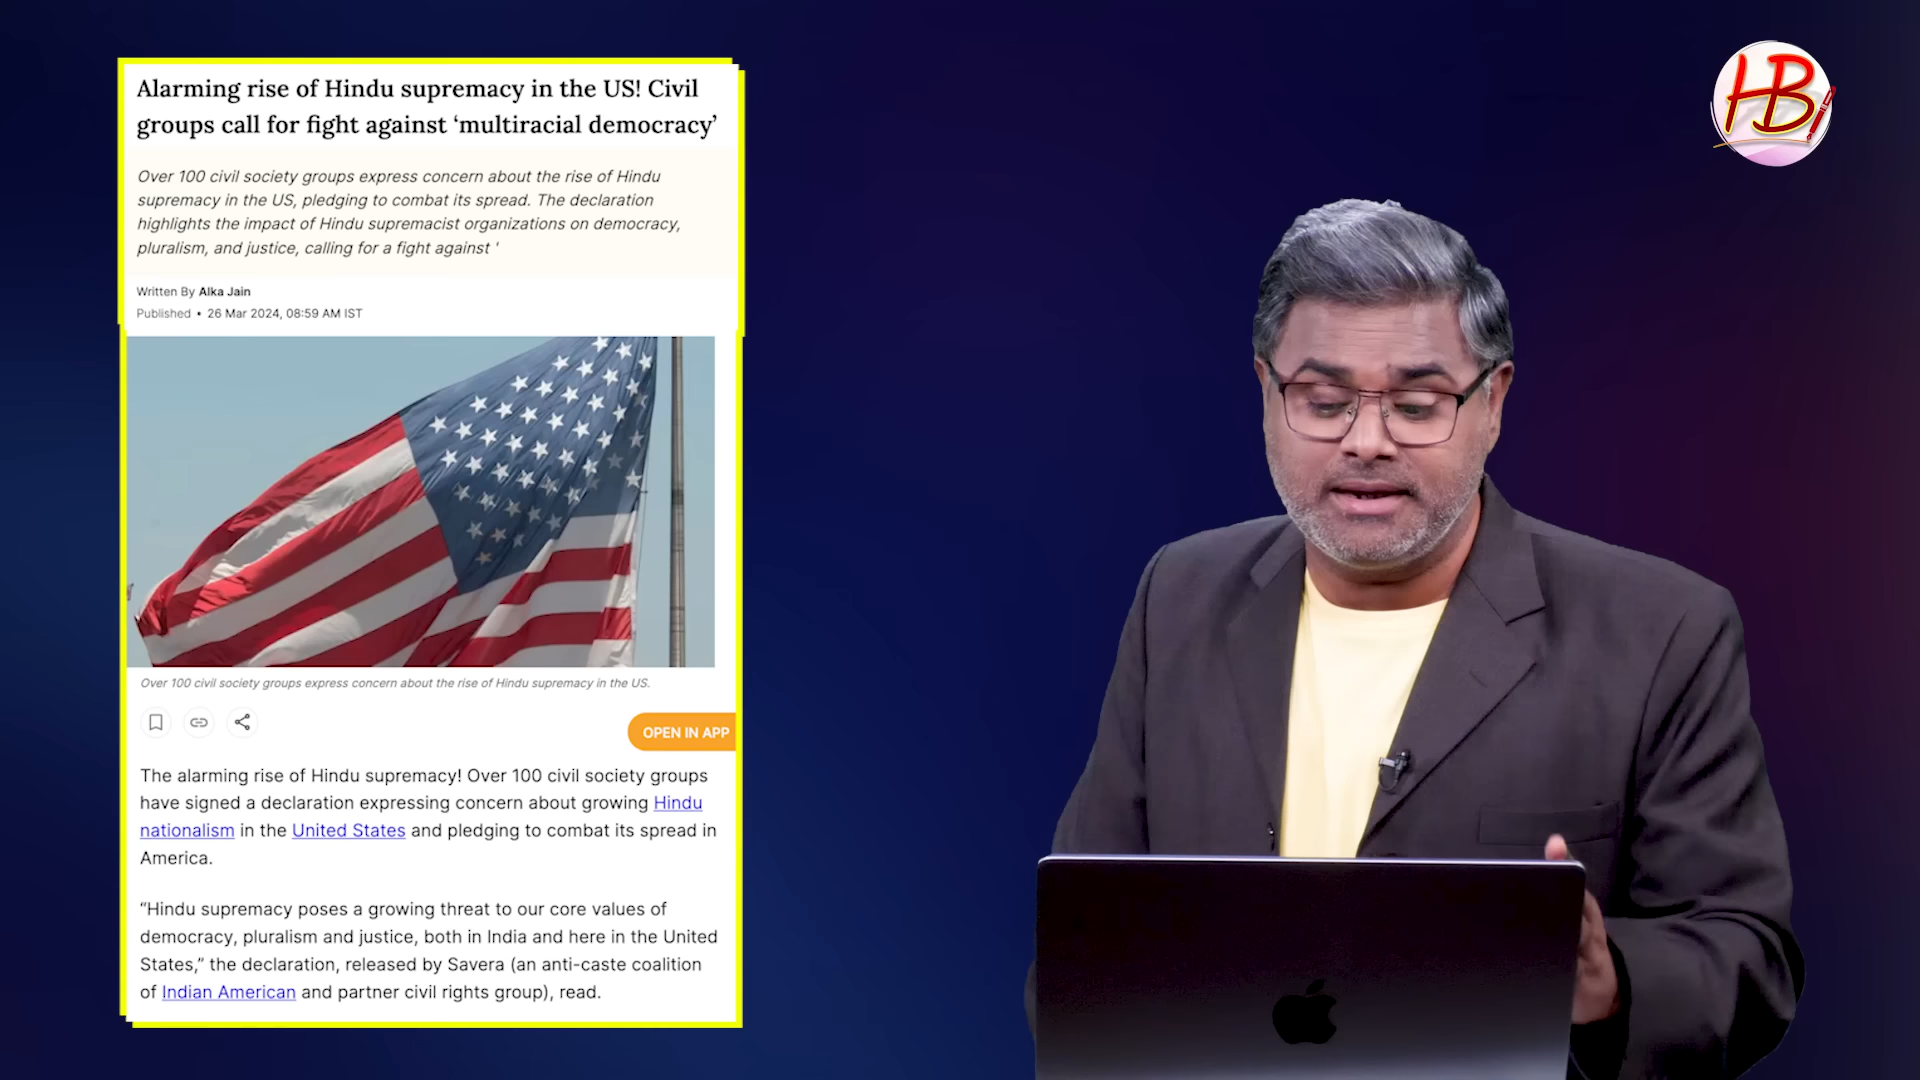 Alarming rise of Hindu supremacy in the US! Civil
groups call for fight against ‘multiracial democracy’
Over 100 civil society groups express concern about the rise of Hindu
supremacy in the US, pledging to combat its spread. The declaration
highlights the impact of Hindu supremacist organizations on democracy,
pluralism, and justice, calling for a fight against '
Written By Alka Jain
Published • 26 Mar 2024, 08:59 AM IST
Over 100 civil society groups express concern about the rise of Hindu supremacy in the US.
OPEN IN APP
The alarming rise of Hindu supremacy! Over 100 civil society groups
have signed a declaration expressing concern about growing Hindu
nationalism in the United States and pledging to combat its spread in
America.
“Hindu supremacy poses a growing threat to our core values of
democracy, pluralism and justice, both in India and here in the United
States,” the declaration, released by Savera (an anti-caste coalition
of Indian American and partner civil rights group), read.
HB